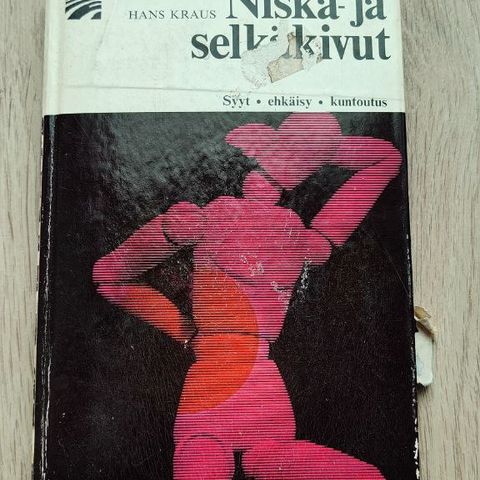 HANS KRAUS Niska- ja
selkäkivut
Syyt • ehkäisy • kuntoutus